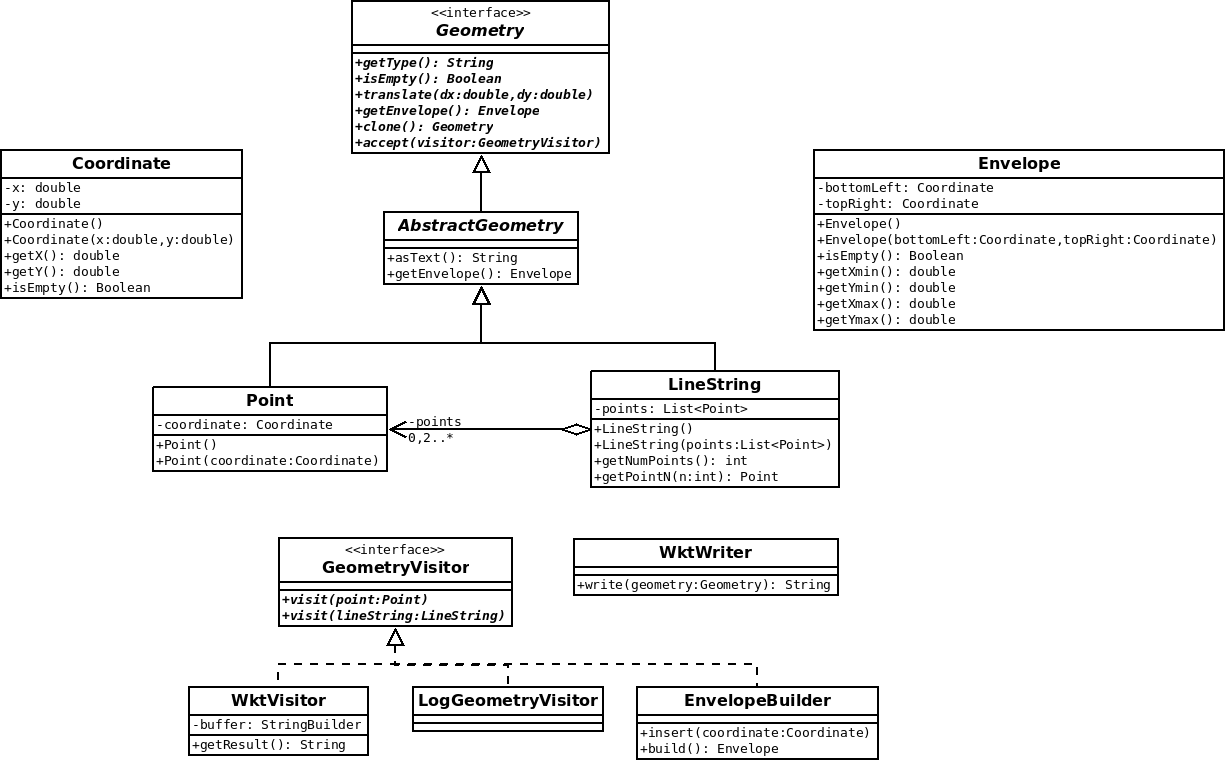 <<interface>>
Geometry
+getType(): String
+isEmpty(): Boolean
+translate(dx:double,dy:double)
+getEnvelope(): Envelope
+clone(): Geometry
+accept(visitor:GeometryVisitor)
Coordinate
-x: double
-y: double
+Coordinate()
+Coordinate(x:double,y:double)
+getX(): double
+getY(): double
+isEmpty(): Boolean
Envelope
-bottomLeft: Coordinate
-topRight: Coordinate
+Envelope()
+Envelope(bottomLeft:Coordinate,topRight:Coordinate)
+isEmpty(): Boolean
+getXmin(): double
+getYmin(): double
+getXmax(): double
+getYmax(): double
AbstractGeometry
+asText(): String
+getEnvelope(): Envelope
Point
-coordinate: Coordinate
+Point()
+Point(coordinate:Coordinate)
-points
0,2..*
LineString
-points: List<Point>
+LineString()
+LineString(points:List<Point>)
+getNumPoints(): int
+getPointN(n:int): Point
<<interface>>
GeometryVisitor
+visit(point:Point)
+visit(lineString:LineString)
WktWriter
+write(geometry:Geometry): String
WktVisitor
-buffer: StringBuilder
+getResult(): String
LogGeometryVisitor
EnvelopeBuilder
+insert(coordinate:Coordinate)
+build(): Envelope